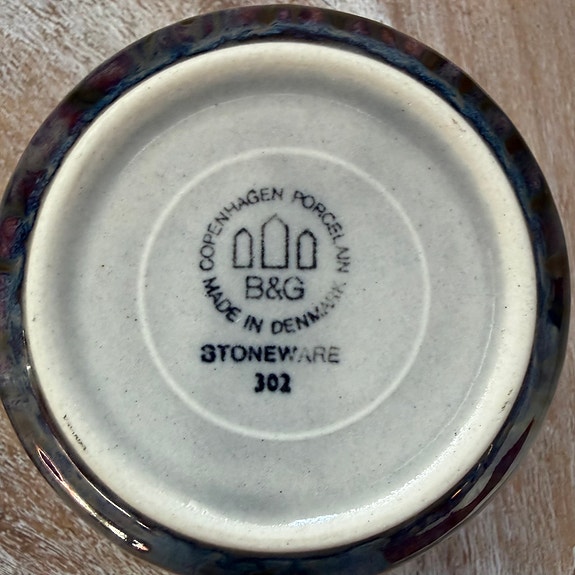 COPENHAGEN PORCELAIN
B&G
MADE IN DENMARK
STONEWARE
302